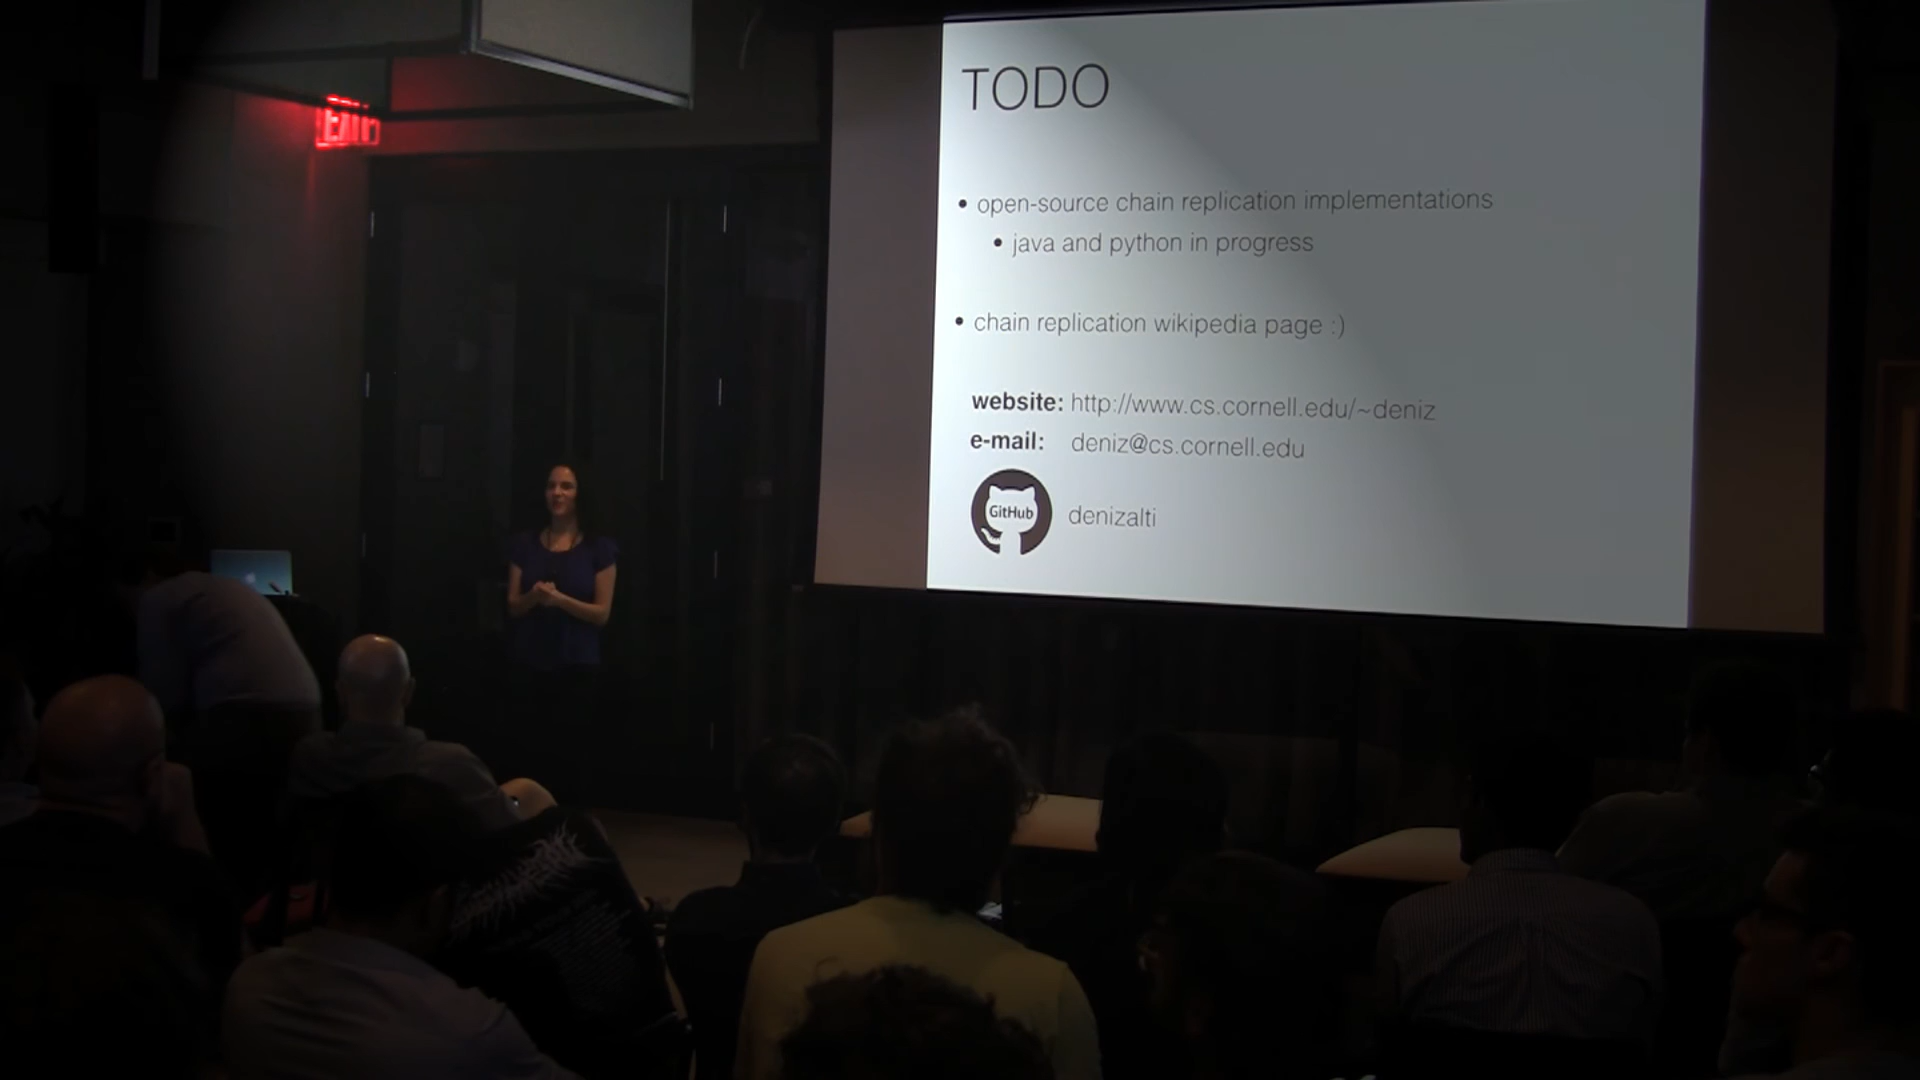 EXIT
TODO
• open-source chain replication implementations
• java and python in progress
• chain replication wikipedia page :)
website: http://www.cs.cornell.edu/~deniz
e-mail: deniz@cs.cornell.edu
GitHub denizalti